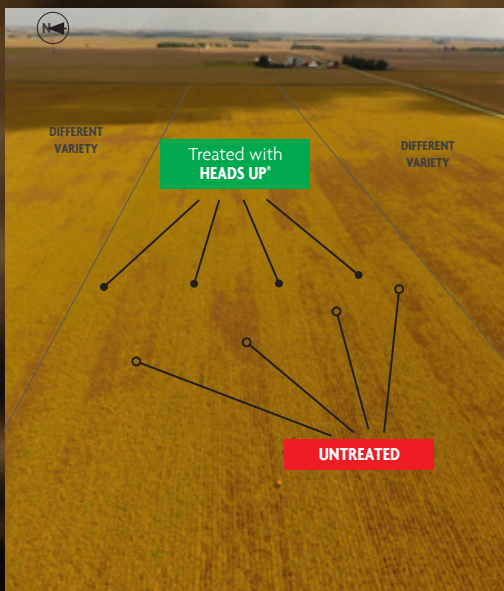 N
DIFFERENT
VARIETY
Treated with
HEADS UP®
DIFFERENT
VARIETY
UNTREATED